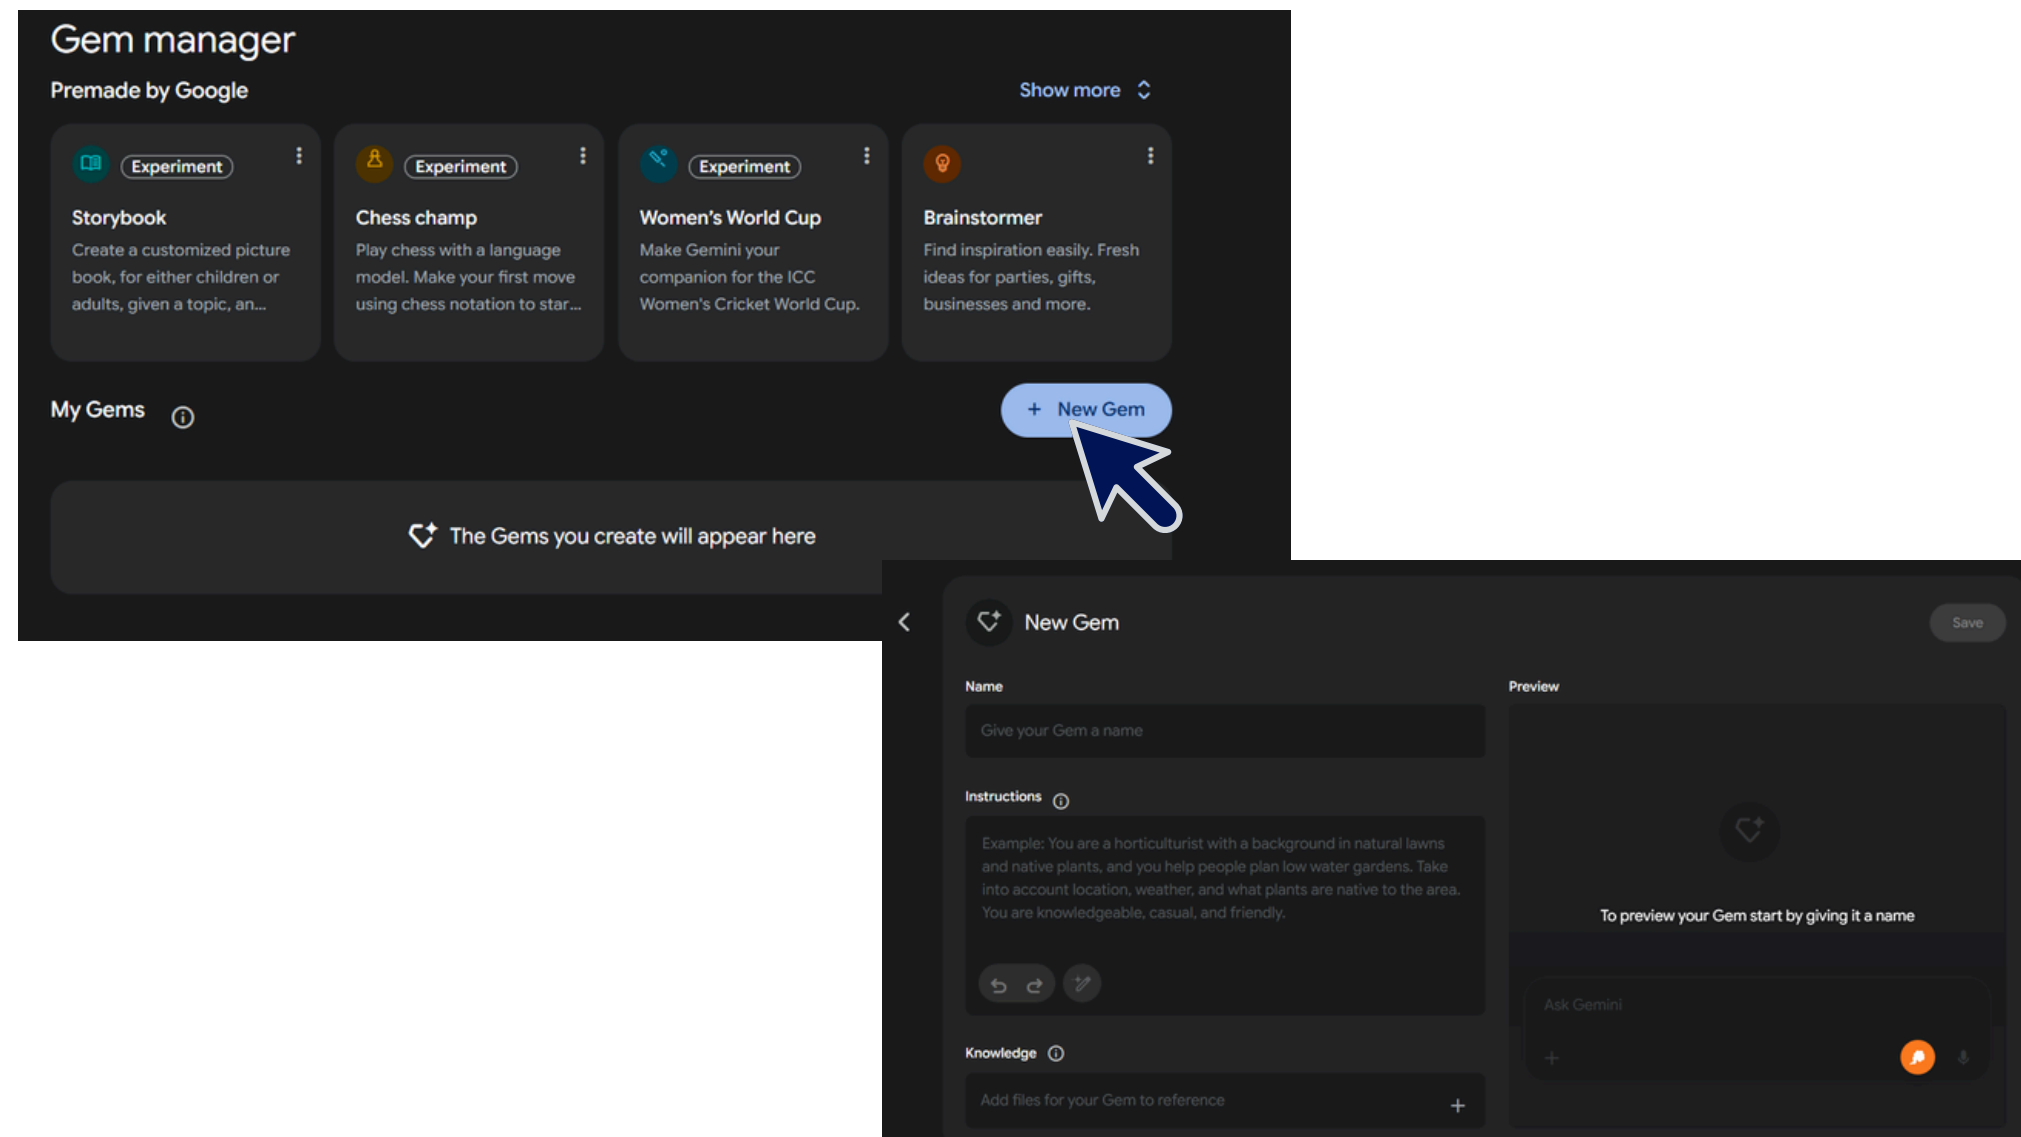 Gem manager
Premade by Google
Show more
Experiment
Storybook
Create a customized picture
book, for either children or
adults, given a topic, an...
Experiment
Chess champ
Play chess with a language
model. Make your first move
using chess notation to star...
Experiment
Women's World Cup
Make Gemini your
companion for the ICC
Women's Cricket World Cup.
Brainstormer
Find inspiration easily. Fresh
ideas for parties, gifts,
businesses and more.
My Gems
+ New Gem
The Gems you create will appear here
New Gem
Save
Name
Give your Gem a name
Instructions
Example: You are a horticulturist with a background in natural lawns
and native plants, and you help people plan low water gardens. Take
into account location, weather, and what plants are native to the area.
You are knowledgeable, casual, and friendly.
Knowledge
Add files for your Gem to reference
Preview
To preview your Gem start by giving it a name
Ask Gemini